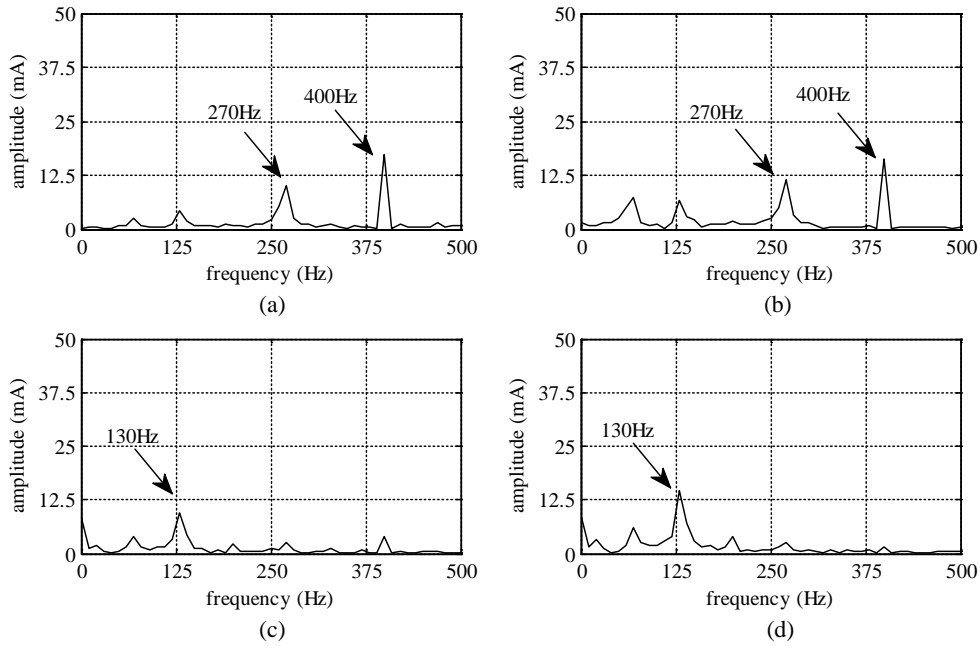 50
37.5
25
12.5
0
amplitude (mA)
270Hz
400Hz
0 125 250 375 500
frequency (Hz)
(a)
50
37.5
25
12.5
0
amplitude (mA)
270Hz
400Hz
0 125 250 375 500
frequency (Hz)
(b)
50
37.5
25
12.5
0
amplitude (mA)
130Hz
0 125 250 375 500
frequency (Hz)
(c)
50
37.5
25
12.5
0
amplitude (mA)
130Hz
0 125 250 375 500
frequency (Hz)
(d)